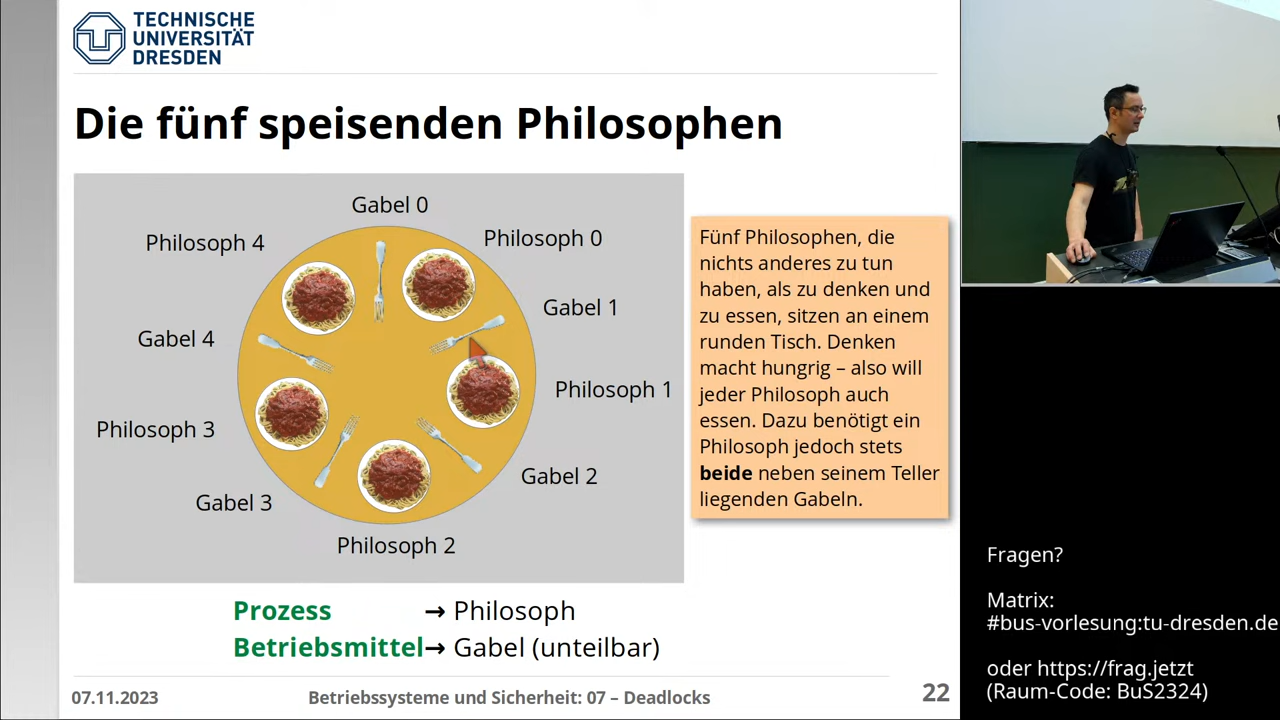 TECHNISCHE
UNIVERSITÄT
DRESDEN
Die fünf speisenden Philosophen
Gabel 0
Philosoph 4
Philosoph 0
Gabel 1
Gabel 4
Philosoph 1
Philosoph 3
Gabel 2
Gabel 3
Philosoph 2
Fünf Philosophen, die
nichts anderes zu tun
haben, als zu denken und
zu essen, sitzen an einem
runden Tisch. Denken
macht hungrig – also will
jeder Philosoph auch
essen. Dazu benötigt ein
Philosoph jedoch stets
beide neben seinem Teller
liegenden Gabeln.
Prozess → Philosoph
Betriebsmittel→ Gabel (unteilbar)
07.11.2023 Betriebssysteme und Sicherheit: 07 – Deadlocks 22
Fragen?
Matrix:
#bus-vorlesung:tu-dresden.de
oder https://frag.jetzt
(Raum-Code: BuS2324)